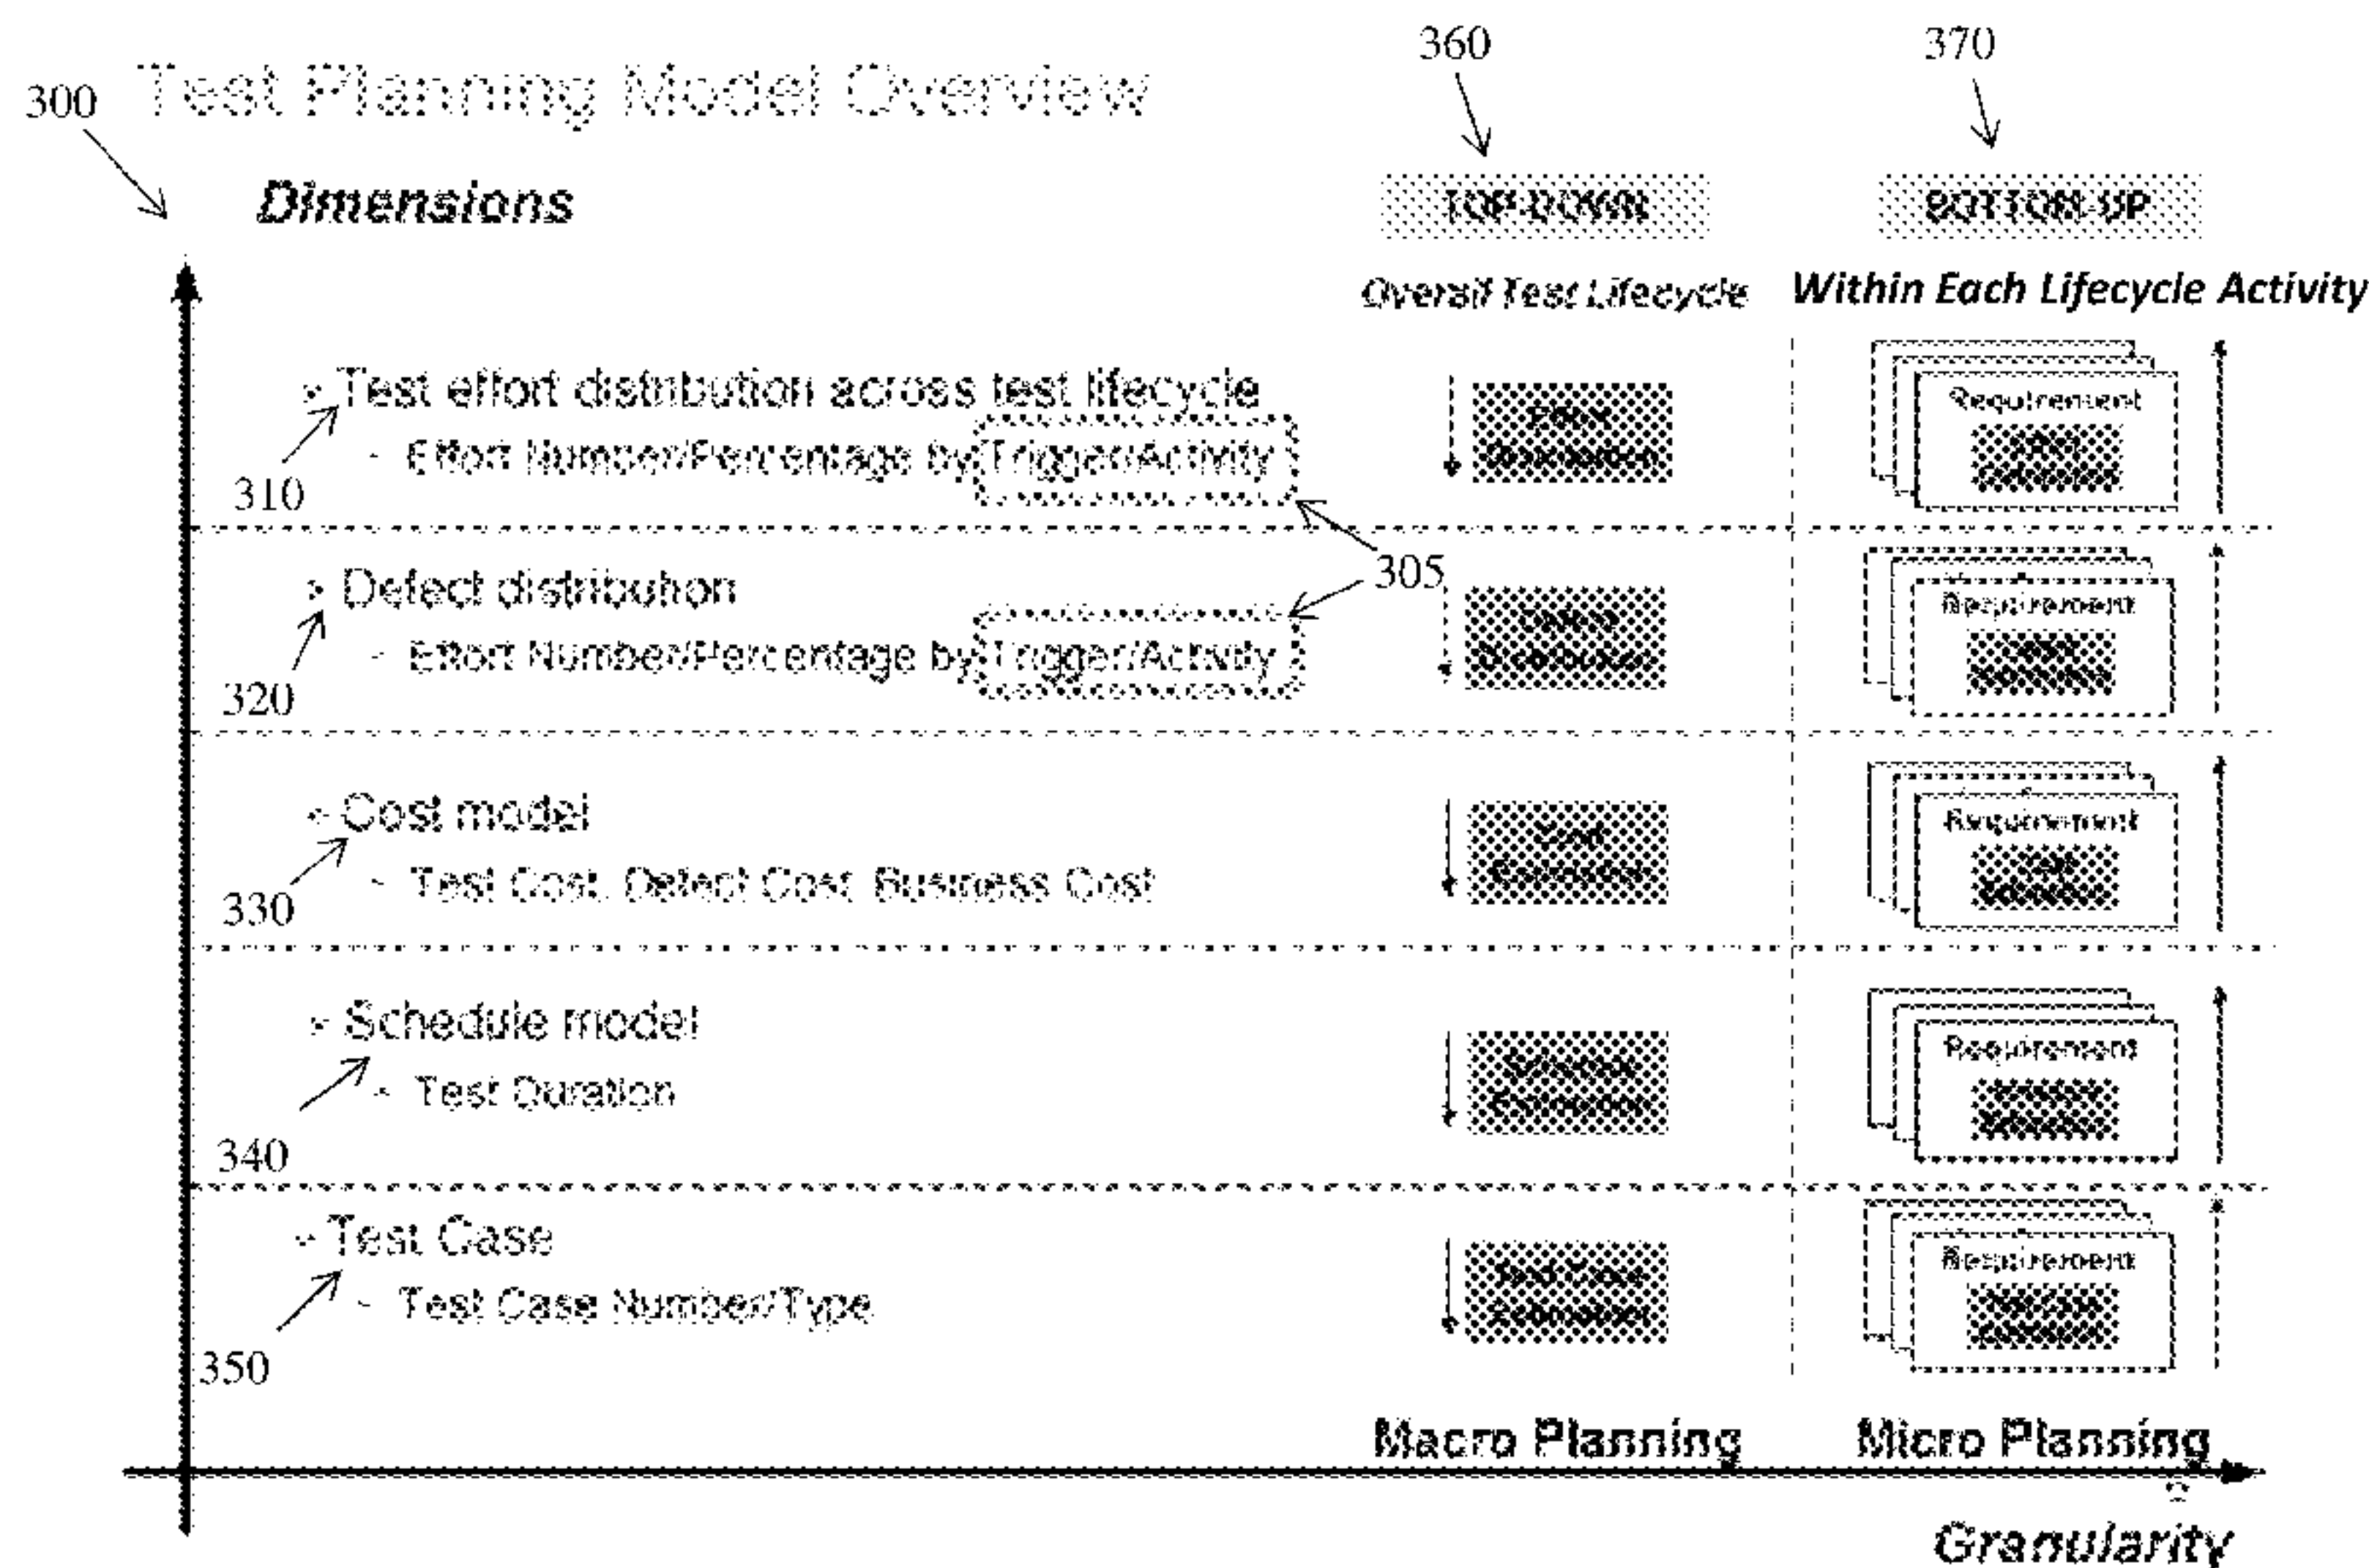 360
370
300
Test Planning Model Overview
Dimensions
TOP-DOWN
BOTTOM-UP
Overall Test Lifecycle
Within Each Lifecycle Activity
Test effort distribution across test lifecycle
- Effort Number/Percentage by Trigger/Activity
310
Requirement
305
Defect distribution
- Effort Number/Percentage by Trigger/Activity
320
Requirement
Cost model
- Test Cost, Defect Cost, Business Cost
330
Requirement
Schedule model
- Test Duration
340
Requirement
Test Case
- Test Case Number/Type
350
Test Case
Estimation
Requirement
Macro Planning
Micro Planning
Granularity